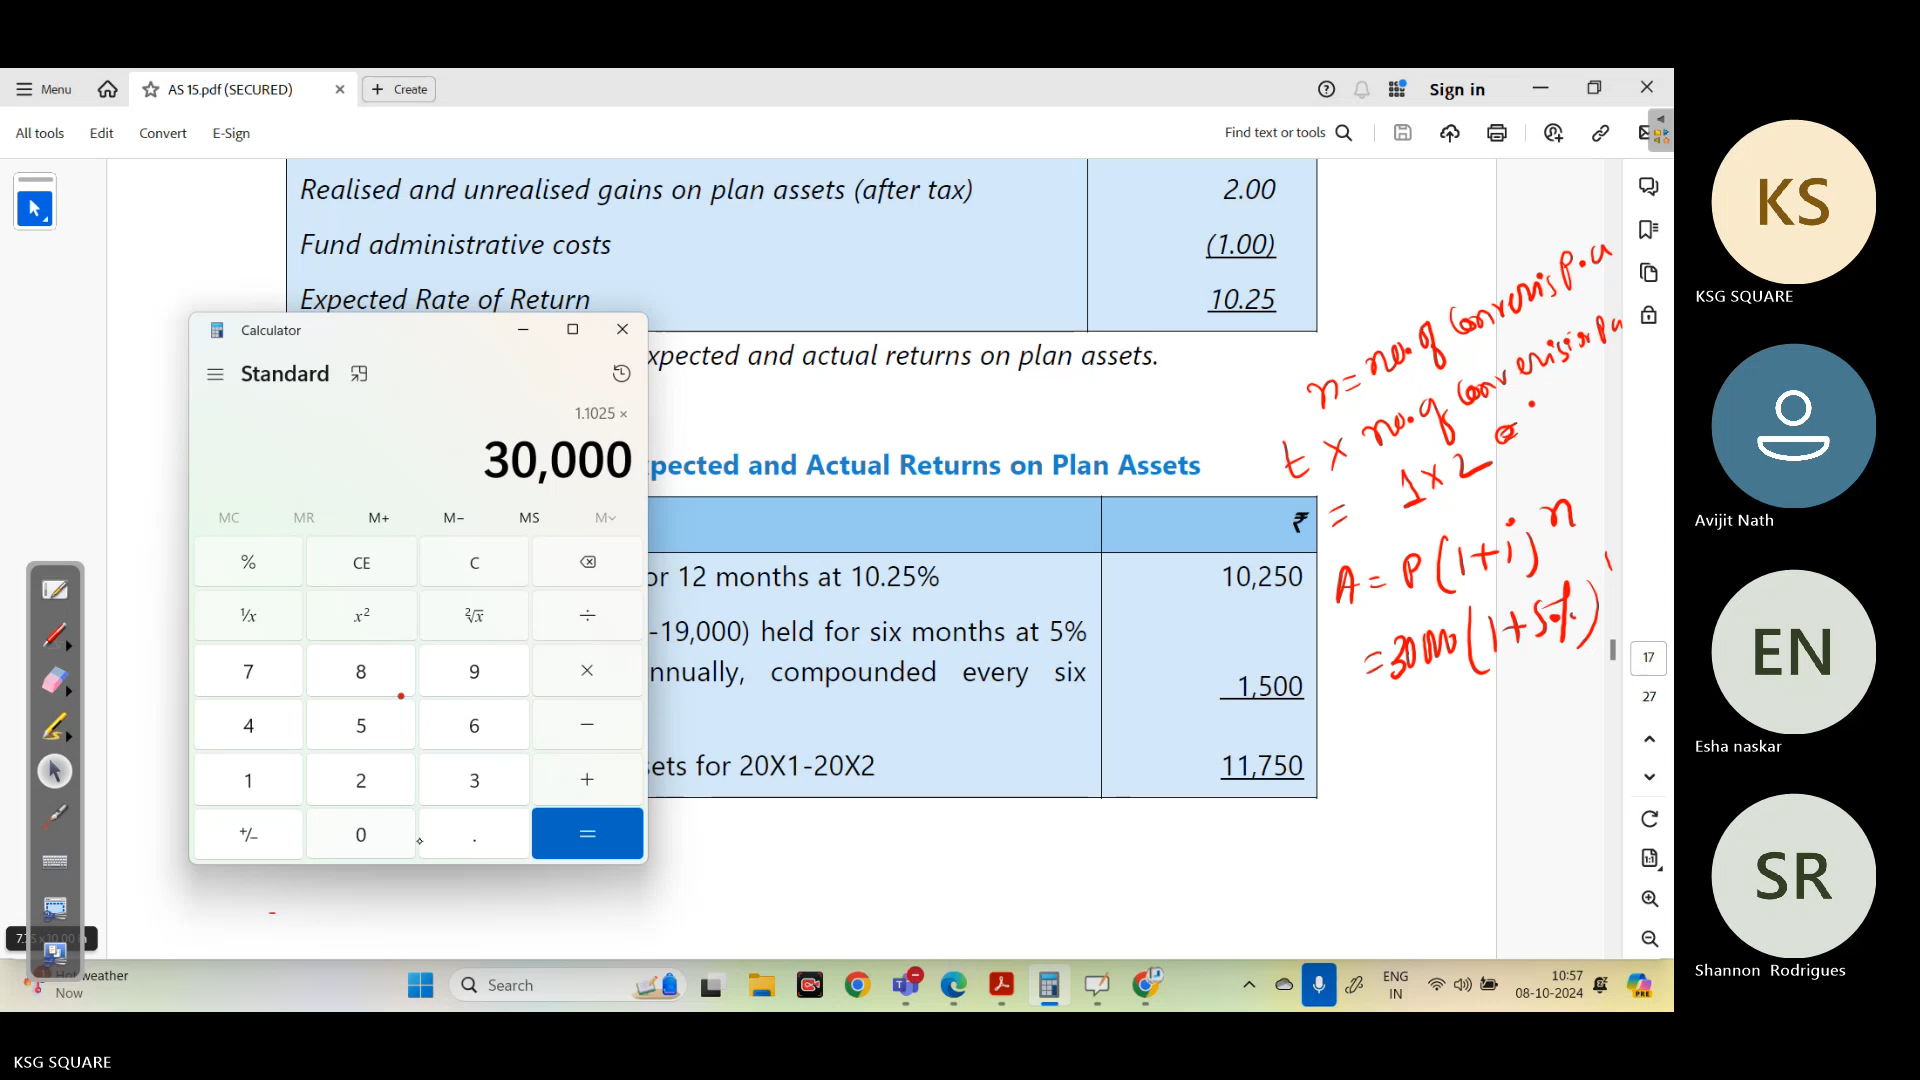 Menu
AS 15.pdf (SECURED)
Create
Sign in
All tools
Edit
Convert
E-Sign
Find text or tools
Realised and unrealised gains on plan assets (after tax) 2.00
Fund administrative costs (1.00)
Expected Rate of Return 10.25
xpected and actual returns on plan assets.
pected and Actual Returns on Plan Assets
₹
or 12 months at 10.25% 10,250
-19,000) held for six months at 5%
nnually, compounded every six 1,500
sets for 20X1-20X2 11,750
Calculator
Standard
1.1025 ×
30,000
MC MR M+ M− MS M˅
% CE C
¹/x x² ²√x ÷
7 8 9 ×
4 5 6 −
1 2 3 +
+/− 0 . =
n = no. of P.a
t × no. of
= 1 × 2
A = P(1+i)^n
= 30000(1+5%)
17
27
Hot weather
Now
Search
ENG
IN
10:57
08-10-2024
PRE
KS
KSG SQUARE
Avijit Nath
EN
Esha naskar
SR
Shannon Rodrigues
KSG SQUARE